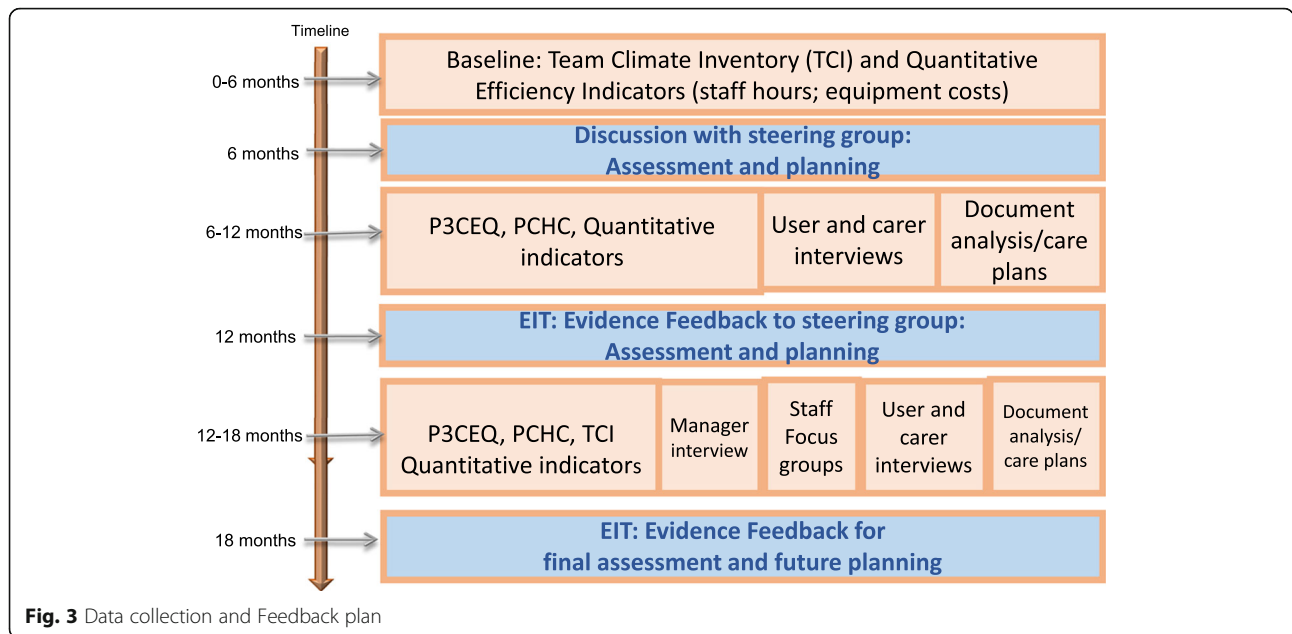 Timeline
0-6 months
Baseline: Team Climate Inventory (TCI) and Quantitative
Efficiency Indicators (staff hours; equipment costs)
6 months
Discussion with steering group:
Assessment and planning
6-12 months
P3CEQ, PCHC, Quantitative
indicators
User and carer
interviews
Document
analysis/care
plans
12 months
EIT: Evidence Feedback to steering group:
Assessment and planning
12-18 months
P3CEQ, PCHC, TCI
Quantitative indicators
Manager
interview
Staff
Focus
groups
User and
carer
interviews
Document
analysis/
care plans
18 months
EIT: Evidence Feedback for
final assessment and future planning
Fig. 3 Data collection and Feedback plan